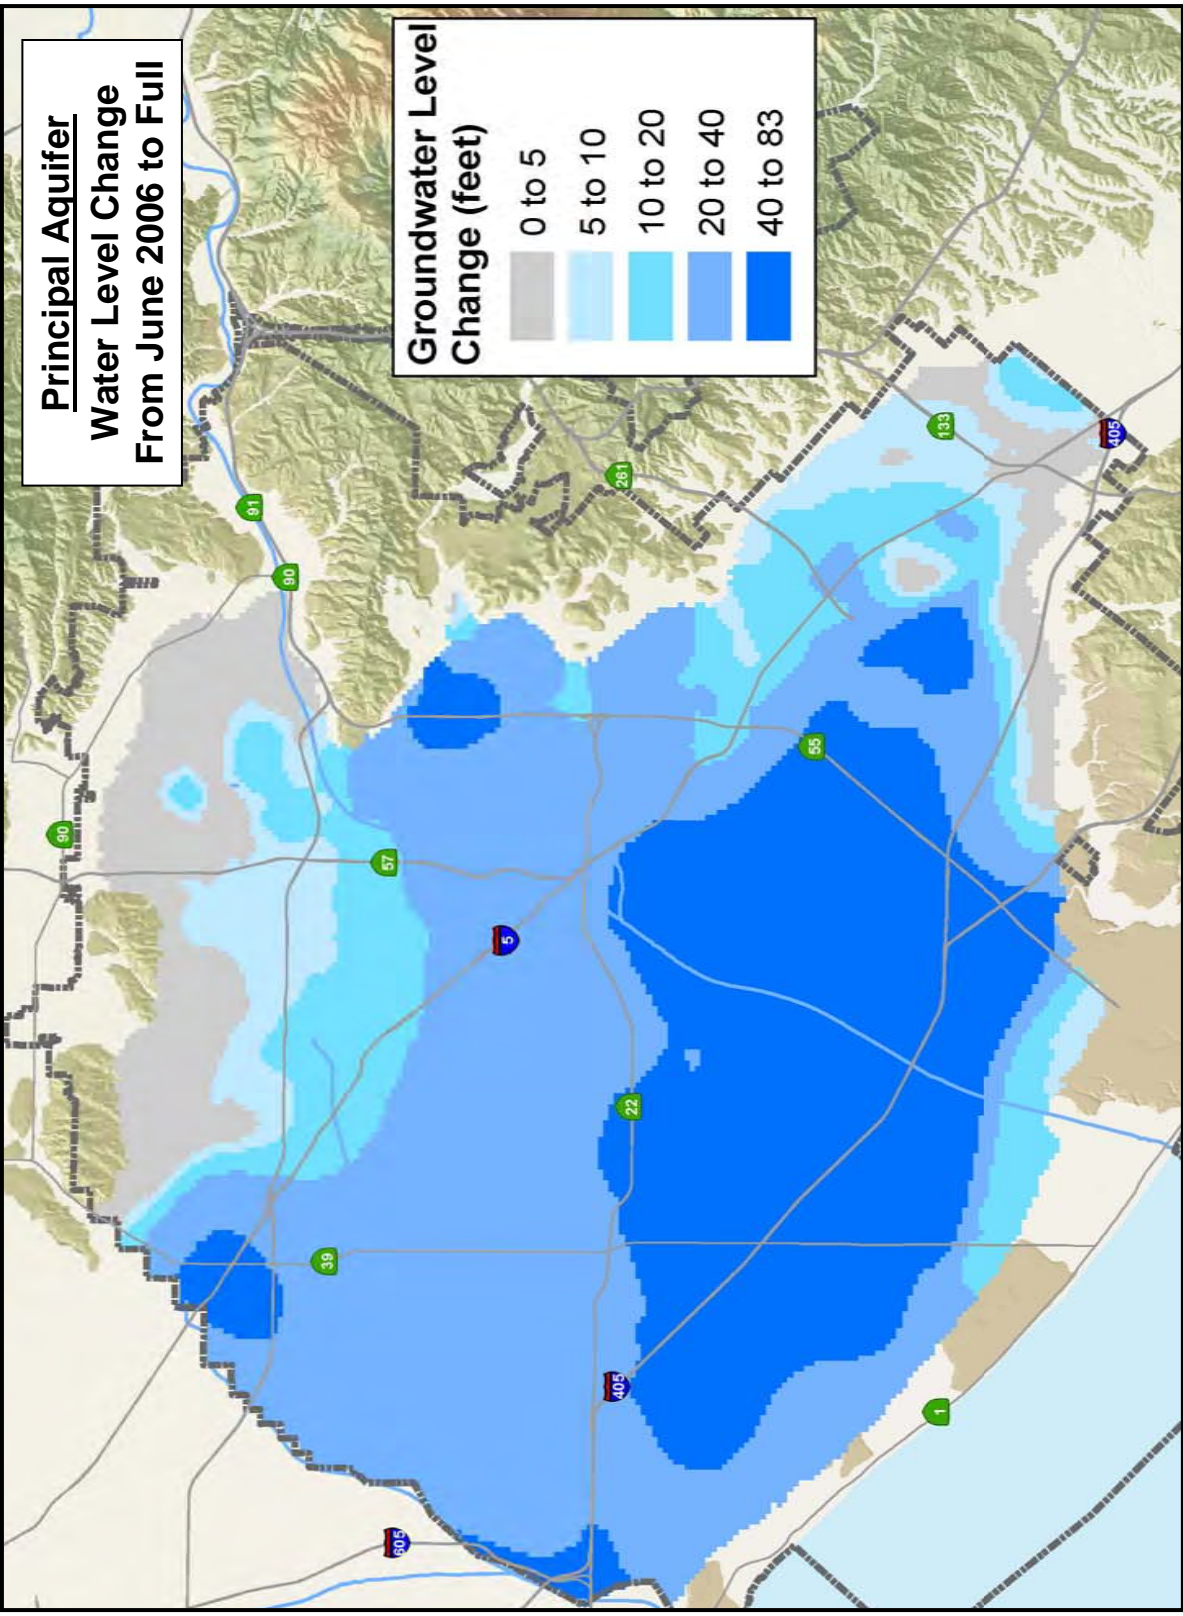 Principal Aquifer
Water Level Change
From June 2006 to Full
Groundwater Level
Change (feet)
0 to 5
5 to 10
10 to 20
20 to 40
40 to 83
90
91
90
57
5
39
605
405
22
1
55
261
133
405